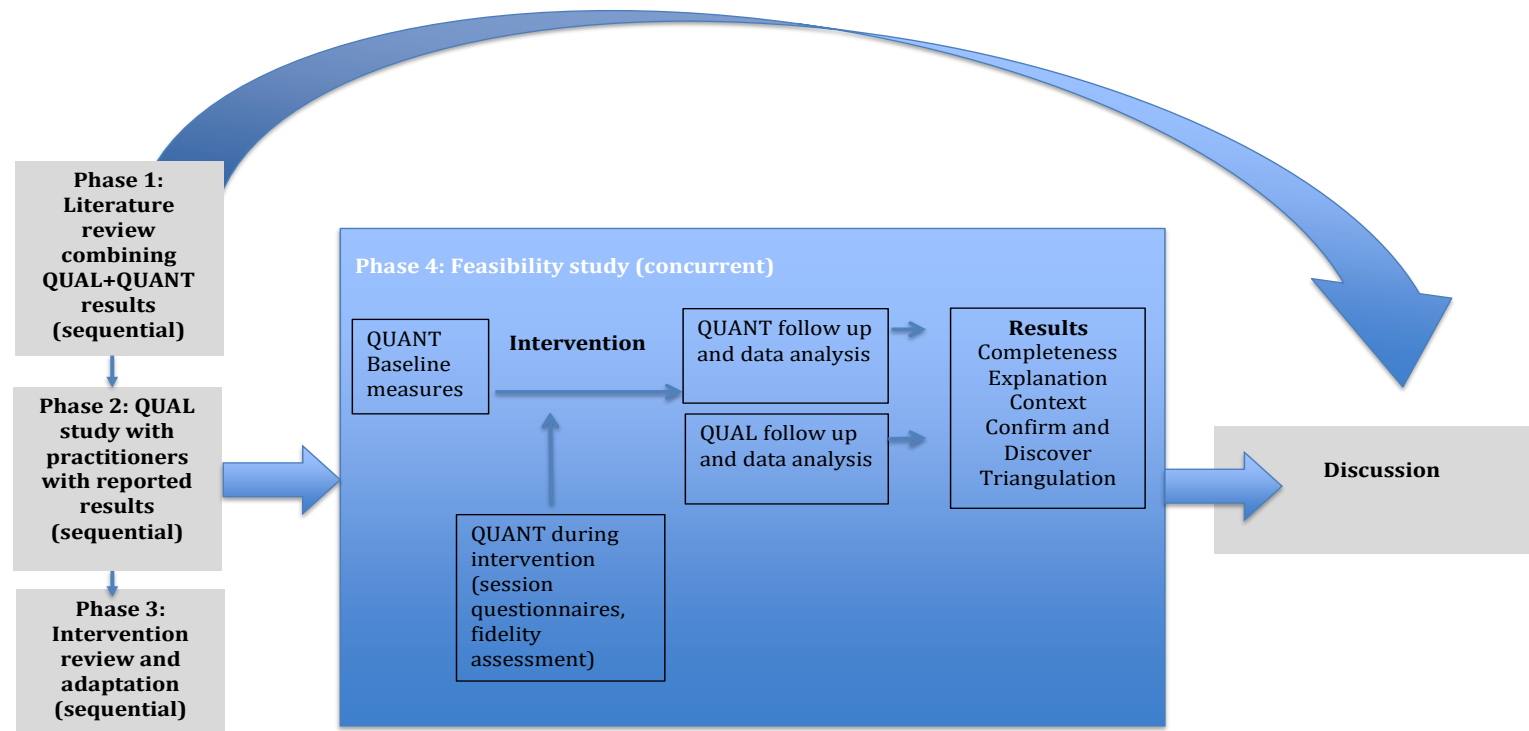 Phase 1:
Literature
review
combining
QUAL+QUANT
results
(sequential)
Phase 2: QUAL
study with
practitioners
with reported
results
(sequential)
Phase 3:
Intervention
review and
adaptation
(sequential)
Phase 4: Feasibility study (concurrent)
QUANT
Baseline
measures
Intervention
QUANT during
intervention
(session
questionnaires,
fidelity
assessment)
QUANT follow up
and data analysis
QUAL follow up
and data analysis
Results
Completeness
Explanation
Context
Confirm and
Discover
Triangulation
Discussion